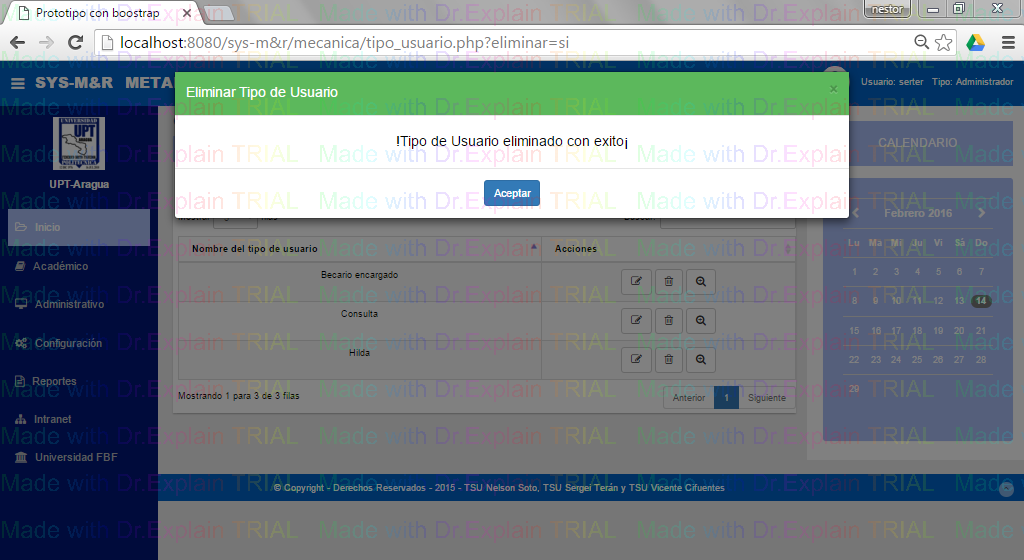 Prototipo con boostrap
nestor
localhost:8080/sys-m&r/mecanica/tipo_usuario.php?eliminar=si
SYS-M&R META
Usuario: serter Tipo: Administrador
Eliminar Tipo de Usuario
×
!Tipo de Usuario eliminado con exito¡
Aceptar
UNIVERSIDAD
UPT
ARAGUA
POLITECNICA
UPT-Aragua
Inicio
Académico
Administrativo
Configuración
Reportes
Intranet
Universidad FBF
Nombre del tipo de usuario Acciones
Becario encargado
Consulta
Hilda
Mostrando 1 para 3 de 3 filas
Anterior 1 Siguiente
CALENDARIO
Febrero 2016
Lu Ma Mi Ju Vi Sá Do
1 2 3 4 5 6 7
8 9 10 11 12 13 14
15 16 17 18 19 20 21
22 23 24 25 26 27 28
29
© Copyright - Derechos Reservados - 2015 - TSU Nelson Soto, TSU Sergei Terán y TSU Vicente Cifuentes
Made with Dr.Explain TRIAL